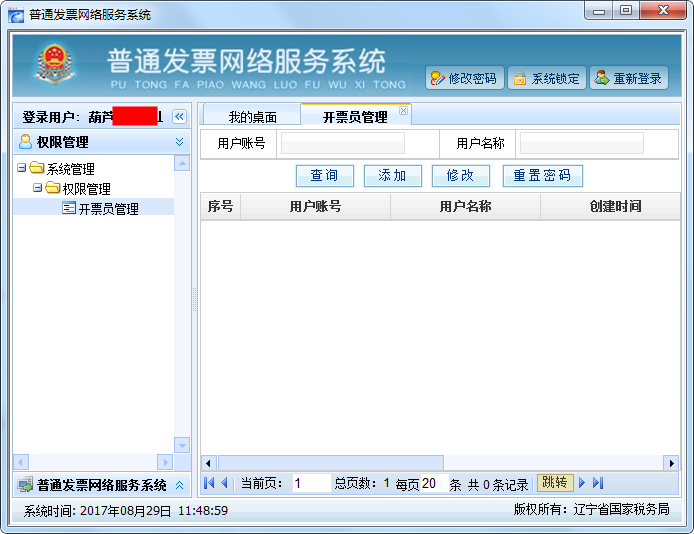 普通发票网络服务系统
普通发票网络服务系统
PU TONG FA PIAO WANG LUO FU WU XI TONG
修改密码 系统锁定 重新登录
登录用户：葫芦
我的桌面 开票员管理
权限管理
用户账号 用户名称
系统管理
权限管理
开票员管理
查询 添加 修改 重置密码
序号 用户账号 用户名称 创建时间
普通发票网络服务系统
当前页： 1 总页数：1 每页 20 条 共 0 条记录 跳转
系统时间: 2017年08月29日 11:48:59
版权所有：辽宁省国家税务局